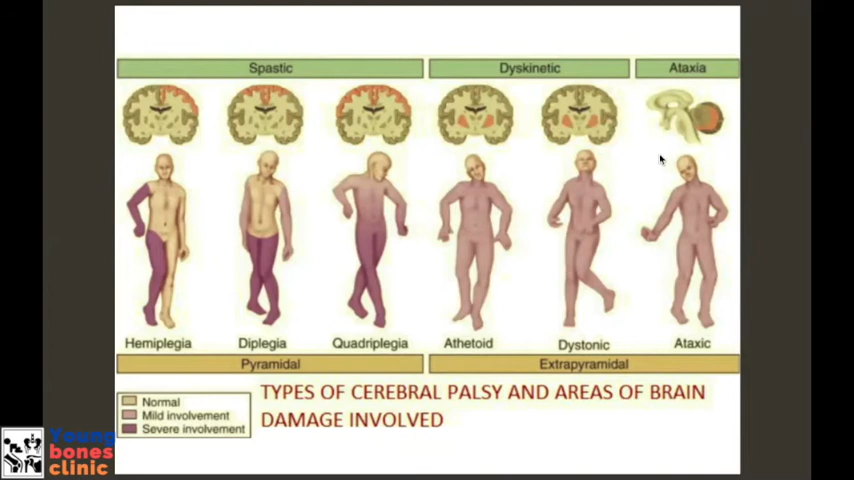 Spastic
Dyskinetic
Ataxia
Hemiplegia
Diplegia
Quadriplegia
Athetoid
Dystonic
Ataxic
Pyramidal
Extrapyramidal
Normal
Mild involvement
Severe involvement
TYPES OF CEREBRAL PALSY AND AREAS OF BRAIN
DAMAGE INVOLVED
Young
bones
clinic